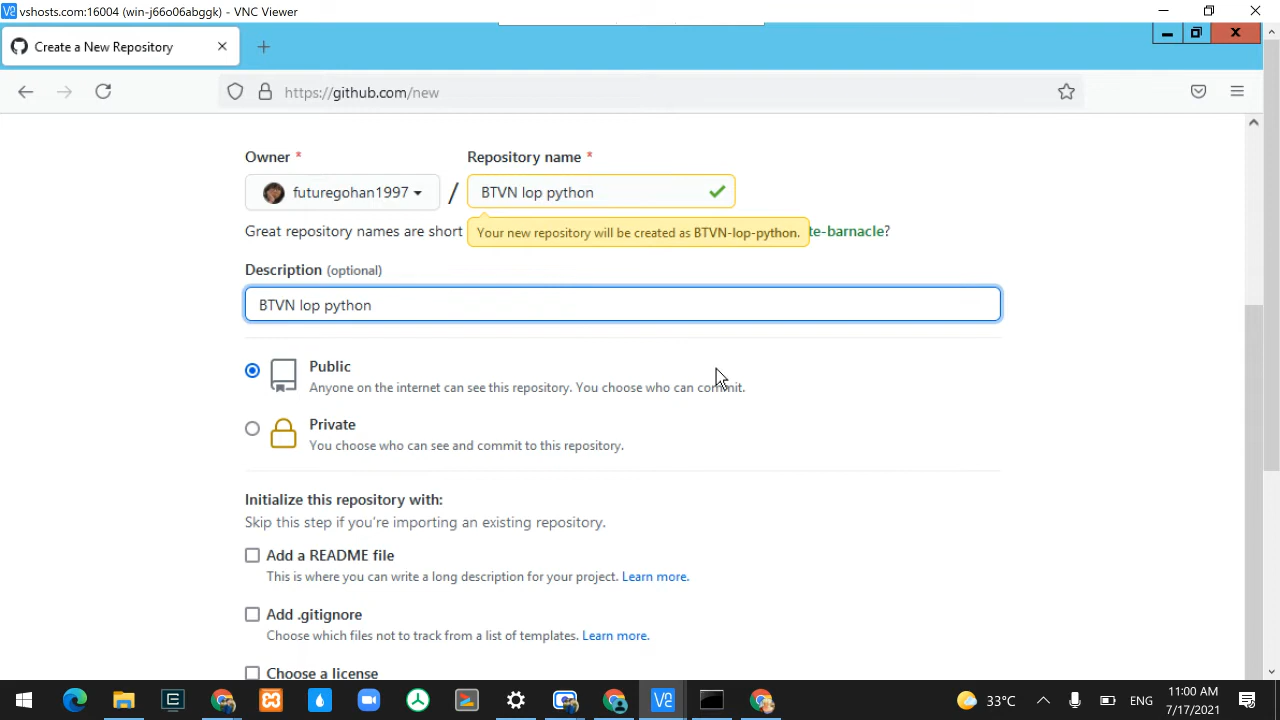 vshosts.com:16004 (win-j66o06abggk) - VNC Viewer
Create a New Repository
https://github.com/new
Owner * Repository name *
futuregohan1997 / BTVN lop python
Great repository names are short te-barnacle?
Your new repository will be created as BTVN-lop-python.
Description (optional)
BTVN lop python
Public
Anyone on the internet can see this repository. You choose who can commit.
Private
You choose who can see and commit to this repository.
Initialize this repository with:
Skip this step if you're importing an existing repository.
Add a README file
This is where you can write a long description for your project. Learn more.
Add .gitignore
Choose which files not to track from a list of templates. Learn more.
Choose a license
33°C ENG 11:00 AM
7/17/2021